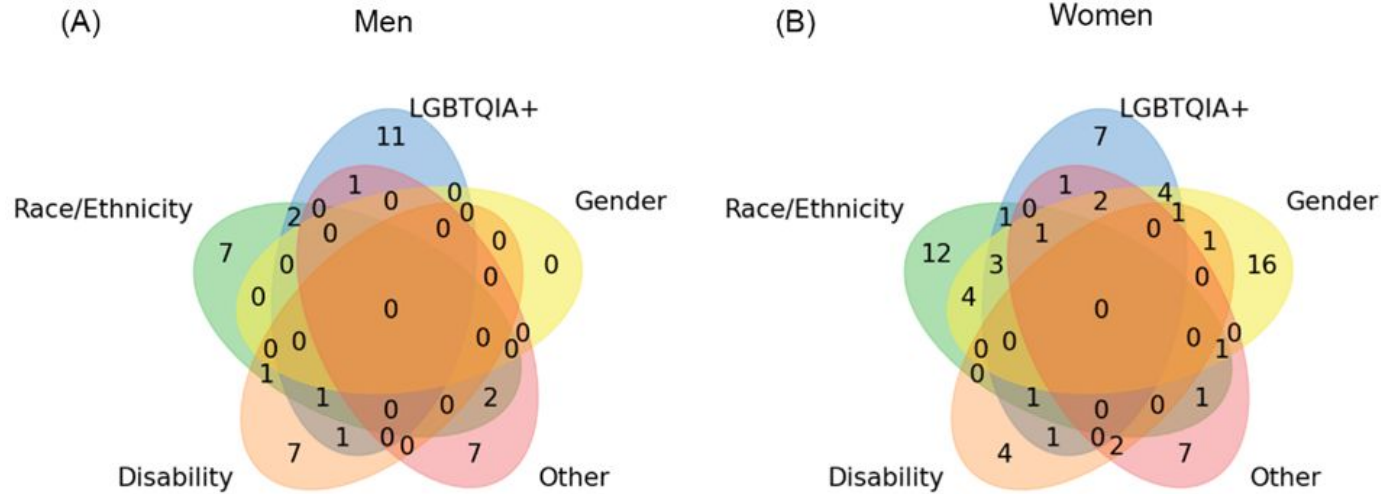 (A) Men (B) Women
LGBTQIA+ LGBTQIA+
11 7
1 0 0 1 2 4
Race/Ethnicity 2 0 0 Gender Race/Ethnicity 1 0 1 Gender
0 0 0 1 0 1
7 0 0 12 3 16
0 0
0 4
0 0
0 0 0 0 0 0
0 0 0 1
1 0
1 2 1 1
0 0 0 0
1 0 0 1 0 2
7 7 4 7
Disability Other Disability Other